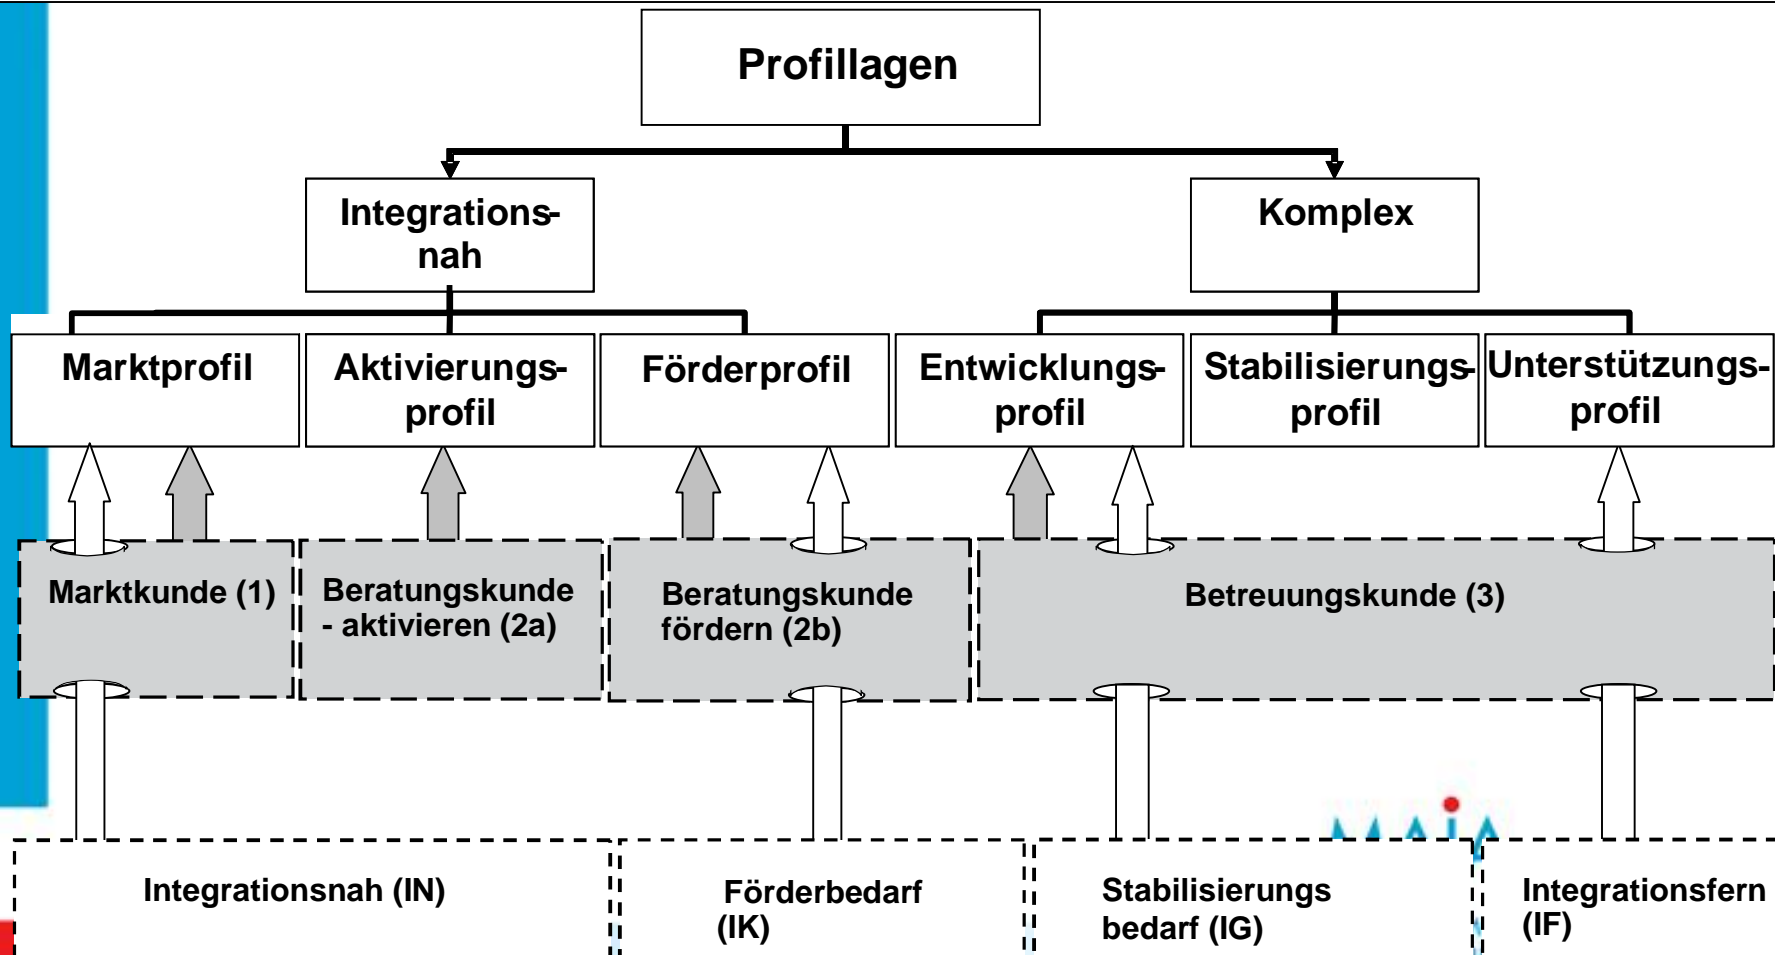 Profillagen
Integrations-
nah
Komplex
Marktprofil
Aktivierungs-
profil
Förderprofil
Entwicklungs-
profil
Stabilisierungs-
profil
Unterstützungs-
profil
Marktkunde (1)
Beratungskunde
- aktivieren (2a)
Beratungskunde
fördern (2b)
Betreuungskunde (3)
Integrationsnah (IN)
Förderbedarf
(IK)
Stabilisierungs
bedarf (IG)
Integrationsfern
(IF)